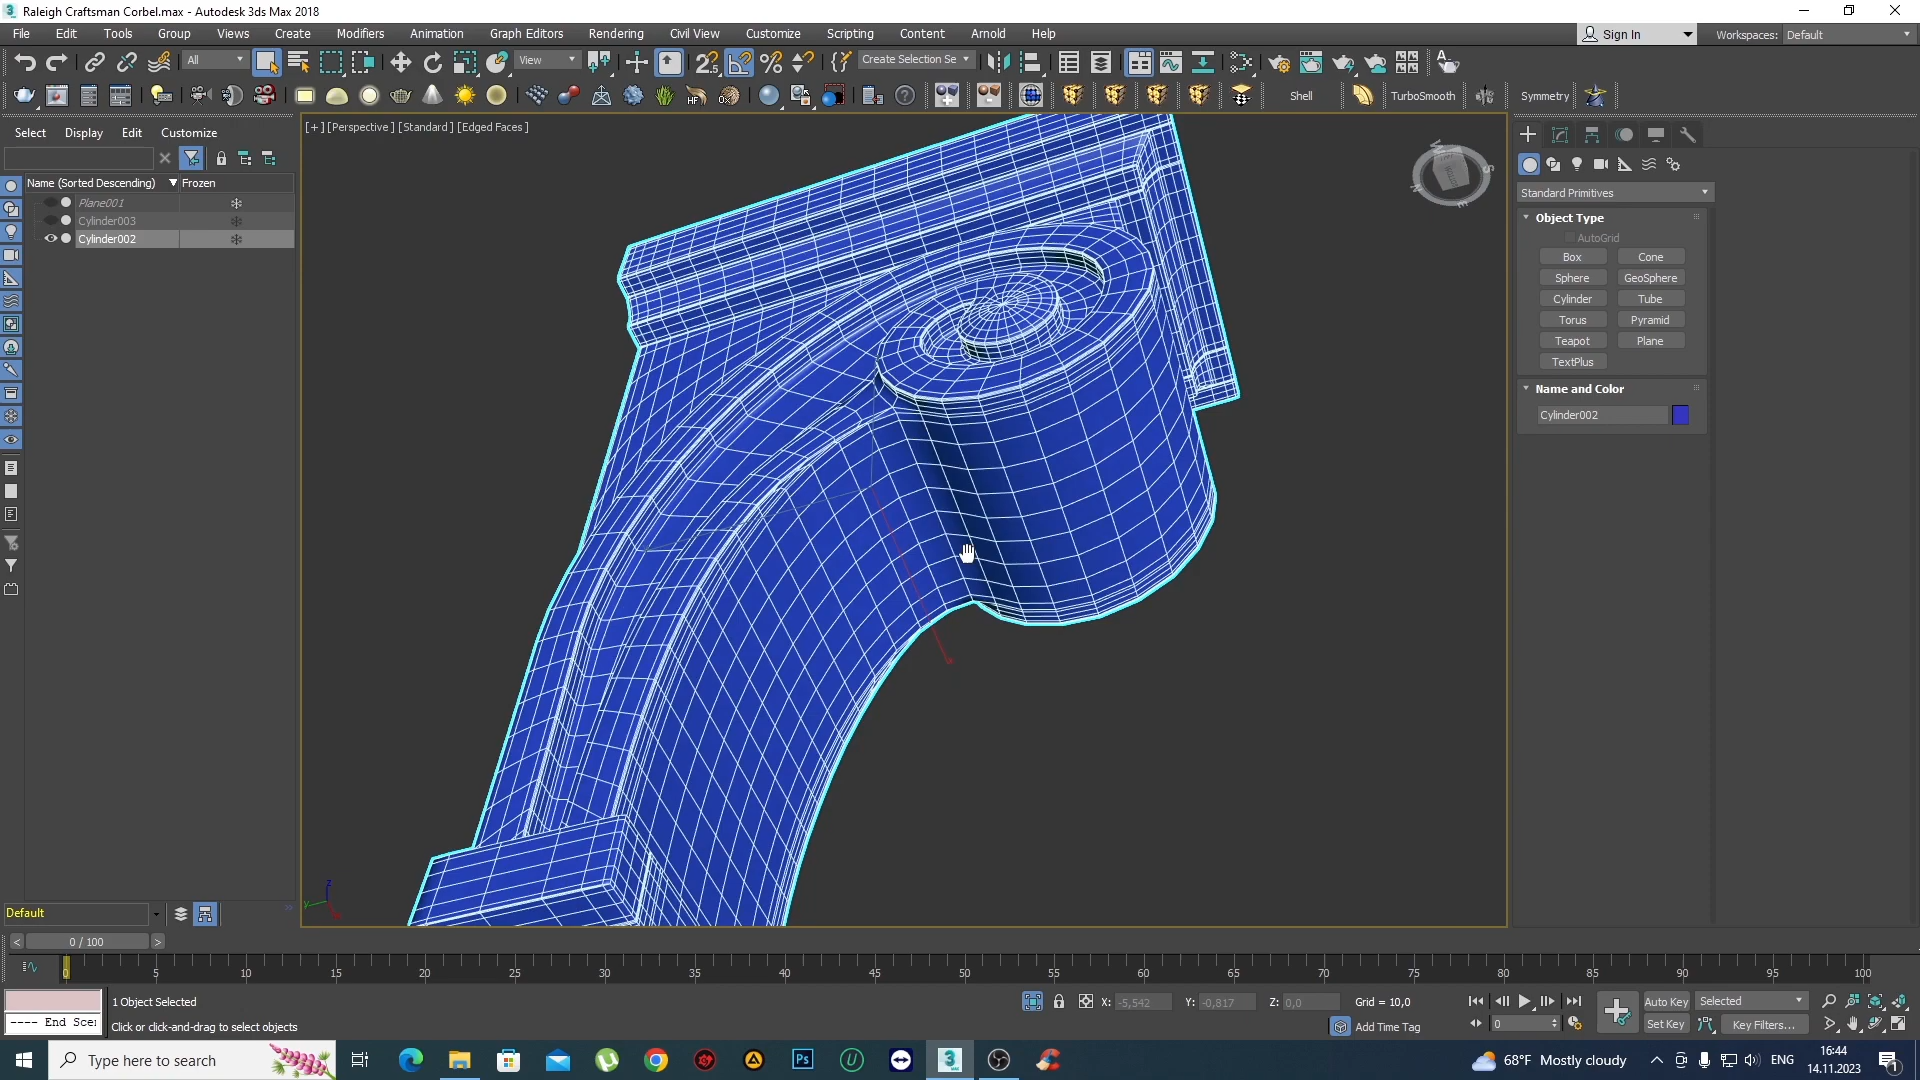 Raleigh Craftsman Corbel.max - Autodesk 3ds Max 2018
File Edit Tools Group Views Create Modifiers Animation Graph Editors Rendering Civil View Customize Scripting Content Arnold Help
Sign In Workspaces: Default
All View Create Selection Se
Shell TurboSmooth Symmetry
Select Display Edit Customize
Name (Sorted Descending) Frozen
Plane001
Cylinder003
Cylinder002
[+] [Perspective] [Standard] [Edged Faces]
Standard Primitives
Object Type
AutoGrid
Box Cone
Sphere GeoSphere
Cylinder Tube
Torus Pyramid
Teapot Plane
TextPlus
Name and Color
Cylinder002
Default
0 / 100
0 5 10 15 20 25 30 35 40 45 50 55 60 65 70 75 80 85 90 95 100
1 Object Selected
X: -5,542 Y: -0,817 Z: 0,0 Grid = 10,0
Auto Key Selected
---- End Sce
Click or click-and-drag to select objects
Add Time Tag
0
Set Key Key Filters...
Type here to search
68°F Mostly cloudy
ENG
16:44
14.11.2023